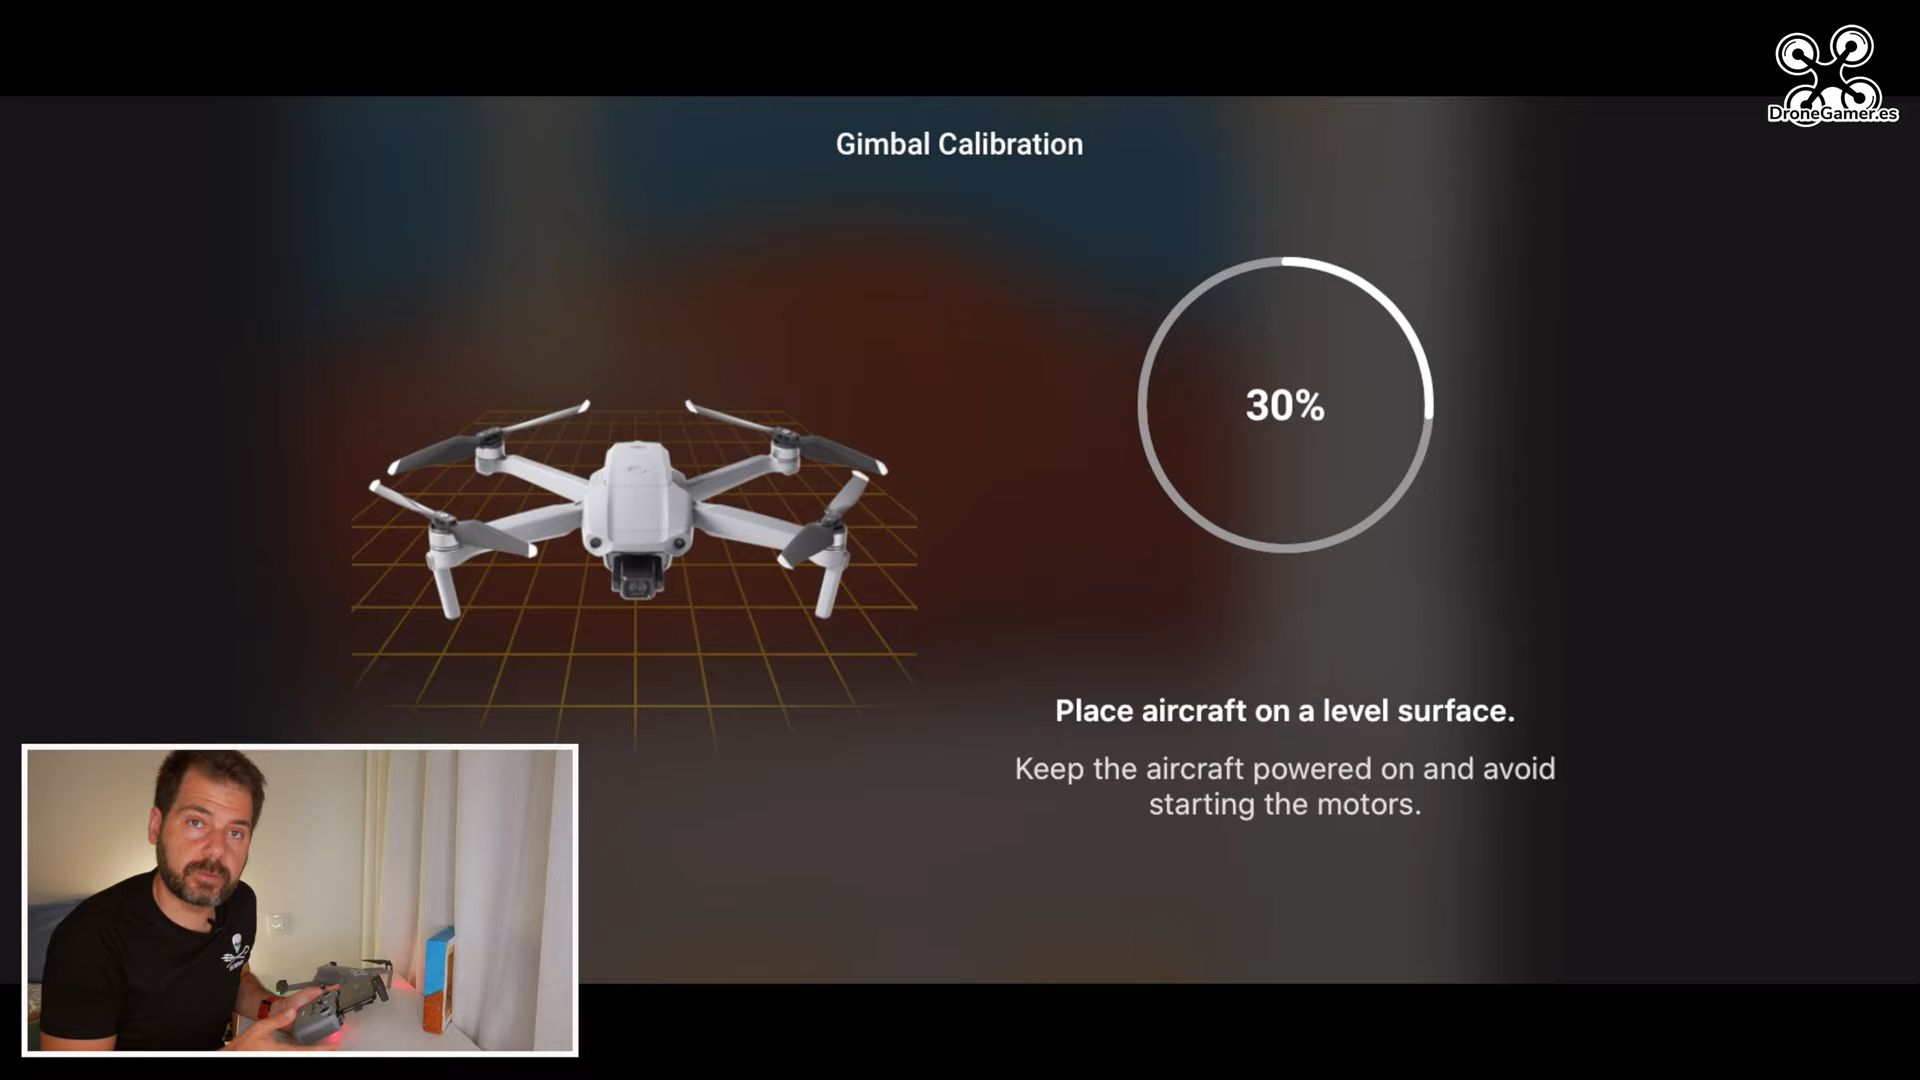 DroneGamer.es
Gimbal Calibration
30%
Place aircraft on a level surface.
Keep the aircraft powered on and avoid
starting the motors.